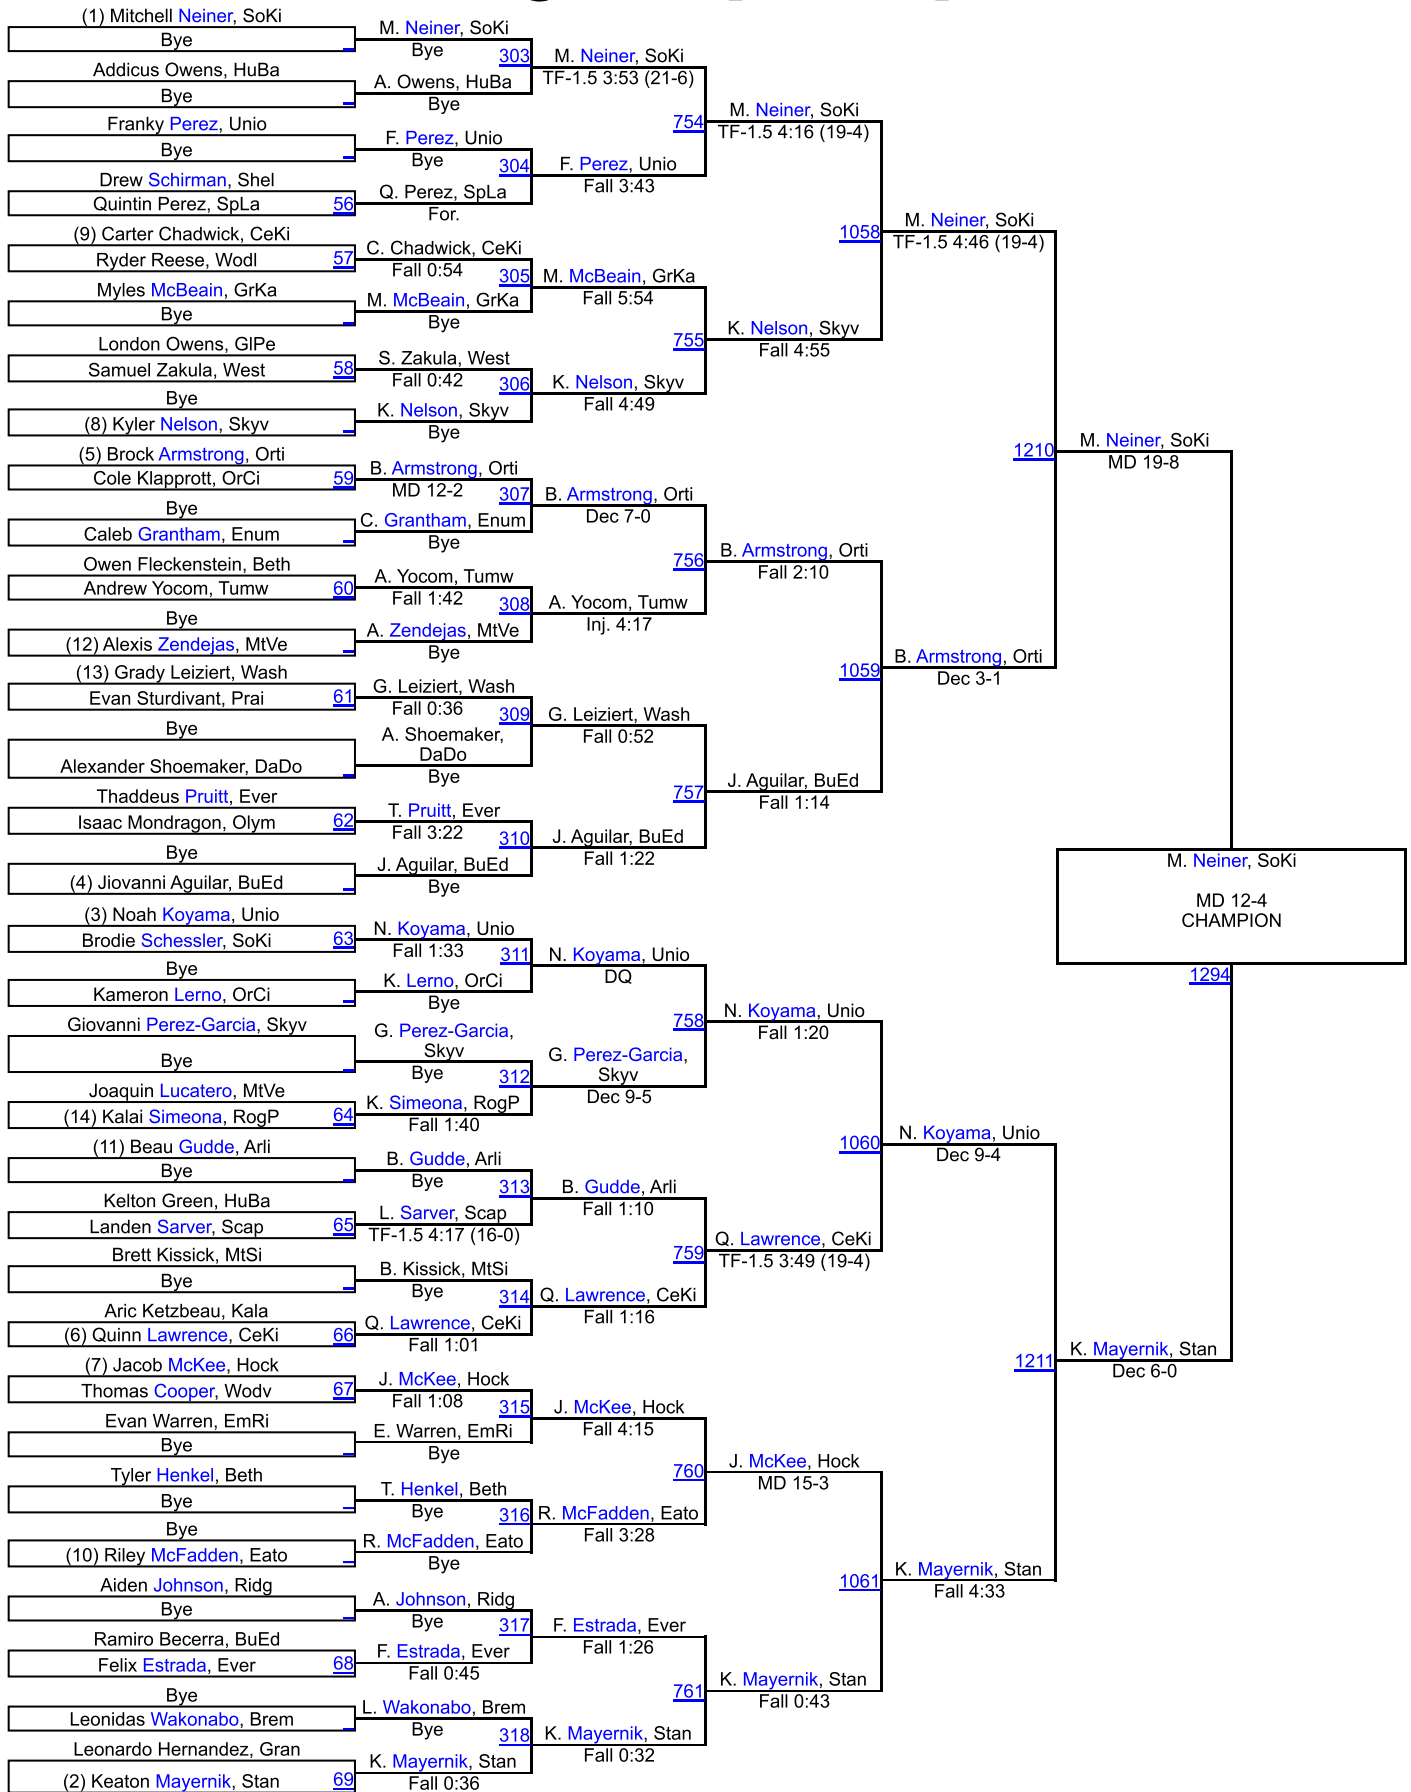 (1) Mitchell Neiner, SoKi
Bye
Addicus Owens, HuBa
Bye
Franky Perez, Unio
Bye
Drew Schirman, Shel
Quintin Perez, SpLa 56
(9) Carter Chadwick, CeKi
Ryder Reese, Wodl 57
Myles McBeain, GrKa
Bye
London Owens, GlPe
Samuel Zakula, West 58
Bye
(8) Kyler Nelson, Skyv
(5) Brock Armstrong, Orti
Cole Klapprott, OrCi 59
Bye
Caleb Grantham, Enum
Owen Fleckenstein, Beth
Andrew Yocom, Tumw 60
Bye
(12) Alexis Zendejas, MtVe
(13) Grady Leiziert, Wash
Evan Sturdivant, Prai 61
Bye
Alexander Shoemaker, DaDo
Thaddeus Pruitt, Ever
Isaac Mondragon, Olym 62
Bye
(4) Jiovanni Aguilar, BuEd
(3) Noah Koyama, Unio
Brodie Schessler, SoKi 63
Bye
Kameron Lerno, OrCi
Giovanni Perez-Garcia, Skyv
Bye
Joaquin Lucatero, MtVe
(14) Kalai Simeona, RogP 64
(11) Beau Gudde, Arli
Bye
Kelton Green, HuBa
Landen Sarver, Scap 65
Brett Kissick, MtSi
Bye
Aric Ketzbeau, Kala
(6) Quinn Lawrence, CeKi 66
(7) Jacob McKee, Hock
Thomas Cooper, Wodv 67
Evan Warren, EmRi
Bye
Tyler Henkel, Beth
Bye
Bye
(10) Riley McFadden, Eato
Aiden Johnson, Ridg
Bye
Ramiro Becerra, BuEd
Felix Estrada, Ever 68
Bye
Leonidas Wakonabo, Brem
Leonardo Hernandez, Gran
(2) Keaton Mayernik, Stan 69
M. Neiner, SoKi
Bye
303
A. Owens, HuBa
Bye
F. Perez, Unio
Bye
304
Q. Perez, SpLa
For.
C. Chadwick, CeKi
Fall 0:54
305
M. McBeain, GrKa
Bye
S. Zakula, West
Fall 0:42
306
K. Nelson, Skyv
Bye
B. Armstrong, Orti
MD 12-2
307
C. Grantham, Enum
Bye
A. Yocom, Tumw
Fall 1:42
308
A. Zendejas, MtVe
Bye
G. Leiziert, Wash
Fall 0:36
309
A. Shoemaker,
DaDo
Bye
T. Pruitt, Ever
Fall 3:22
310
J. Aguilar, BuEd
Bye
N. Koyama, Unio
Fall 1:33
311
K. Lerno, OrCi
Bye
G. Perez-Garcia,
Skyv
Bye
312
K. Simeona, RogP
Fall 1:40
B. Gudde, Arli
Bye
313
L. Sarver, Scap
TF-1.5 4:17 (16-0)
B. Kissick, MtSi
Bye
314
Q. Lawrence, CeKi
Fall 1:01
J. McKee, Hock
Fall 1:08
315
E. Warren, EmRi
Bye
T. Henkel, Beth
Bye
316
R. McFadden, Eato
Bye
A. Johnson, Ridg
Bye
317
F. Estrada, Ever
Fall 0:45
L. Wakonabo, Brem
Bye
318
K. Mayernik, Stan
Fall 0:36
M. Neiner, SoKi
TF-1.5 3:53 (21-6)
754
F. Perez, Unio
Fall 3:43
M. McBeain, GrKa
Fall 5:54
755
K. Nelson, Skyv
Fall 4:49
B. Armstrong, Orti
Dec 7-0
756
A. Yocom, Tumw
Inj. 4:17
G. Leiziert, Wash
Fall 0:52
757
J. Aguilar, BuEd
Fall 1:22
N. Koyama, Unio
DQ
758
G. Perez-Garcia,
Skyv
Dec 9-5
B. Gudde, Arli
Fall 1:10
759
Q. Lawrence, CeKi
Fall 1:16
J. McKee, Hock
Fall 4:15
760
R. McFadden, Eato
Fall 3:28
F. Estrada, Ever
Fall 1:26
761
K. Mayernik, Stan
Fall 0:32
M. Neiner, SoKi
TF-1.5 4:16 (19-4)
1058
K. Nelson, Skyv
Fall 4:55
B. Armstrong, Orti
Fall 2:10
1059
J. Aguilar, BuEd
Fall 1:14
N. Koyama, Unio
Fall 1:20
1060
Q. Lawrence, CeKi
TF-1.5 3:49 (19-4)
J. McKee, Hock
MD 15-3
1061
K. Mayernik, Stan
Fall 0:43
M. Neiner, SoKi
TF-1.5 4:46 (19-4)
1210
B. Armstrong, Orti
Dec 3-1
N. Koyama, Unio
Dec 9-4
1211
K. Mayernik, Stan
Fall 4:33
M. Neiner, SoKi
MD 19-8
K. Mayernik, Stan
Dec 6-0
M. Neiner, SoKi
MD 12-4
CHAMPION
1294